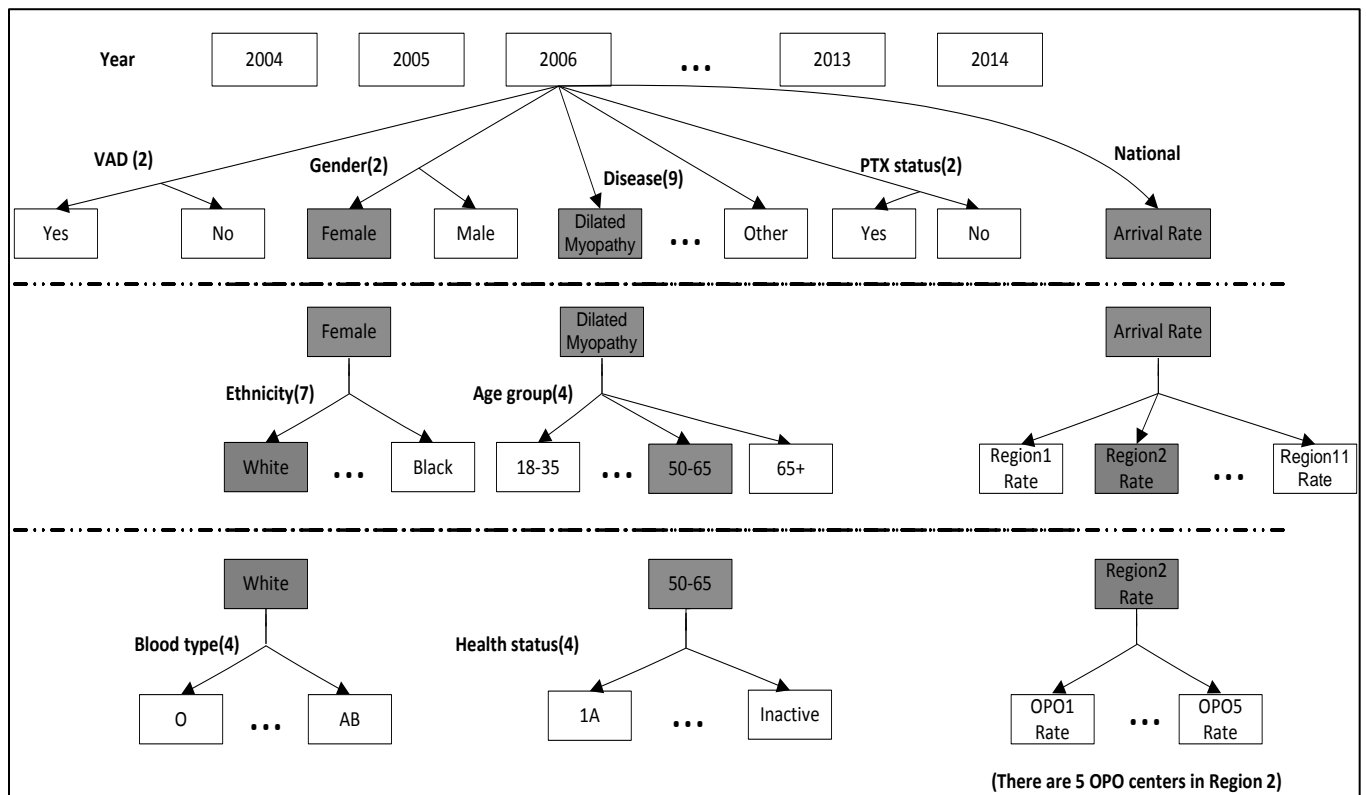 Year
2004
2005
2006
...
2013
2014
VAD (2)
Gender(2)
Disease(9)
PTX status(2)
National
Yes
No
Female
Male
Dilated
Myopathy
...
Other
Yes
No
Arrival Rate
Female
Dilated
Myopathy
Arrival Rate
Ethnicity(7)
Age group(4)
White
...
Black
18-35
...
50-65
65+
Region1
Rate
Region2
Rate
...
Region11
Rate
White
50-65
Region2
Rate
Blood type(4)
Health status(4)
O
...
AB
1A
...
Inactive
OPO1
Rate
...
OPO5
Rate
(There are 5 OPO centers in Region 2)